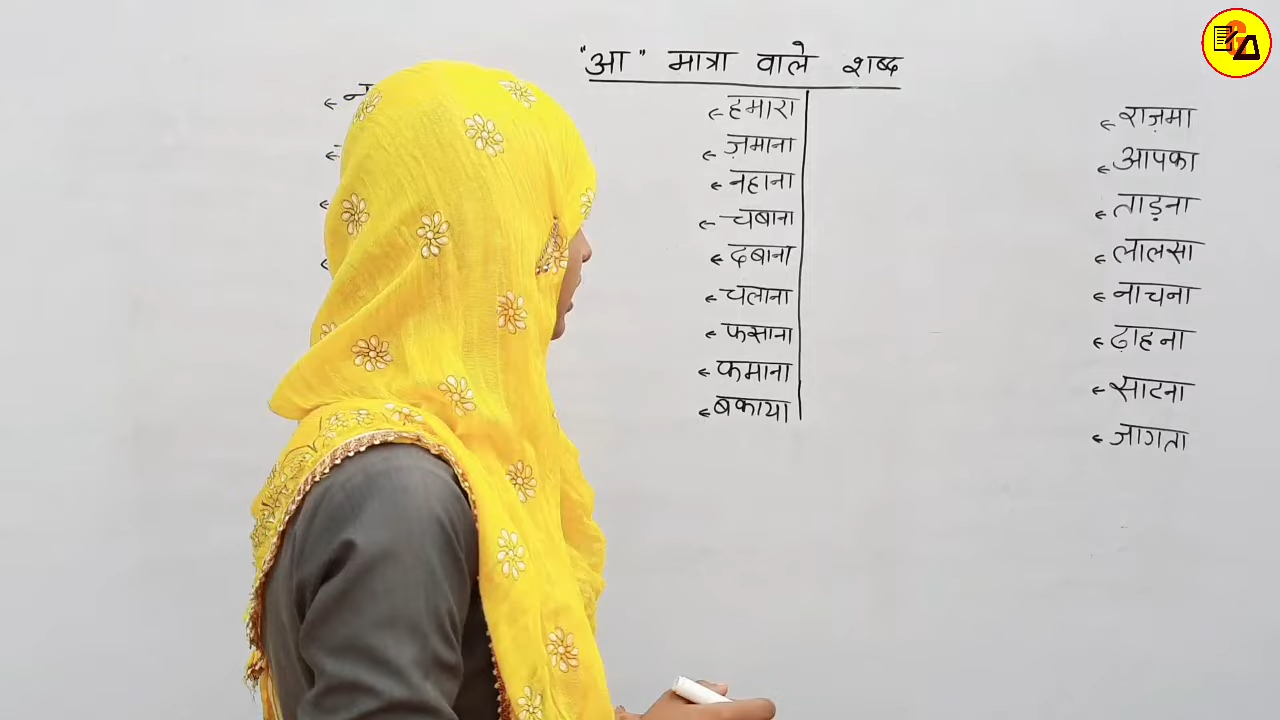 "आ" मात्रा वाले शब्द
हमारा
ज़माना
नहाना
चबाना
दबाना
चलाना
फसाना
कमाना
बकाया
राज़मा
आपका
ताड़ना
लालसा
नाचना
ढ़ाहना
साटना
जागता